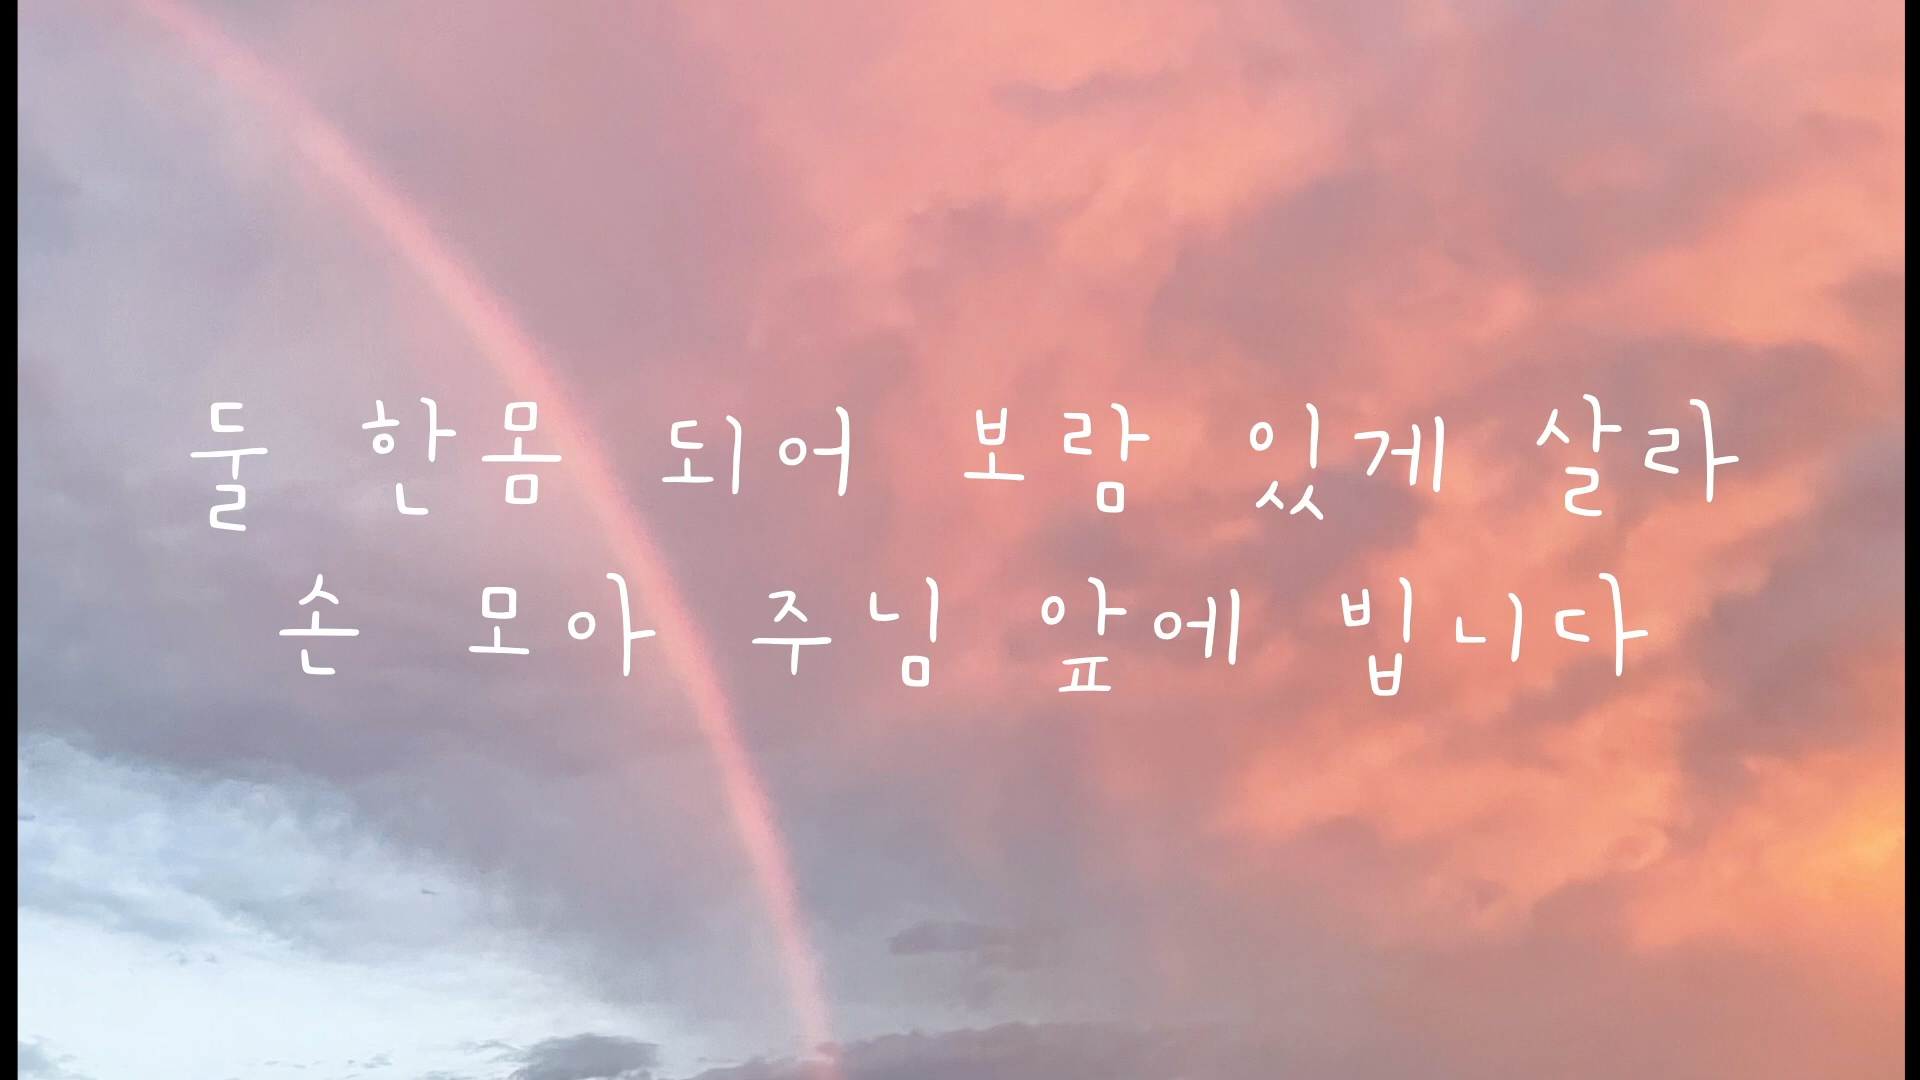 둘 한몸 되어 보람 있게 살라
손 모아 주님 앞에 빕니다